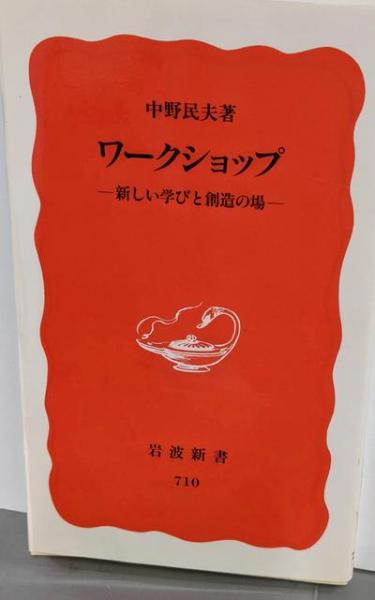 中野民夫著
ワークショップ
—新しい学びと創造の場—
岩波新書
710